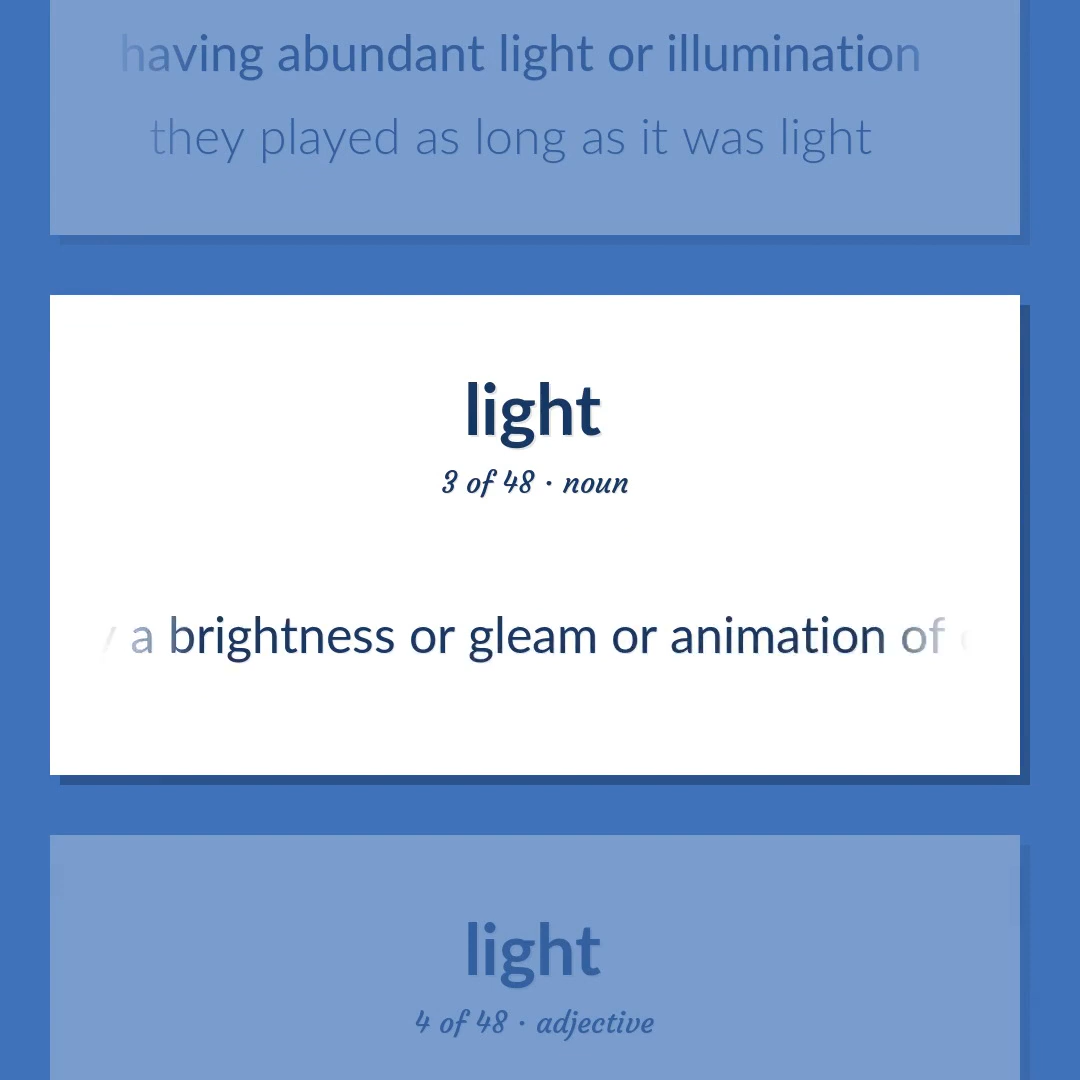 having abundant light or illumination
they played as long as it was light
light
3 of 48 · noun
a brightness or gleam or animation of
light
4 of 48 · adjective